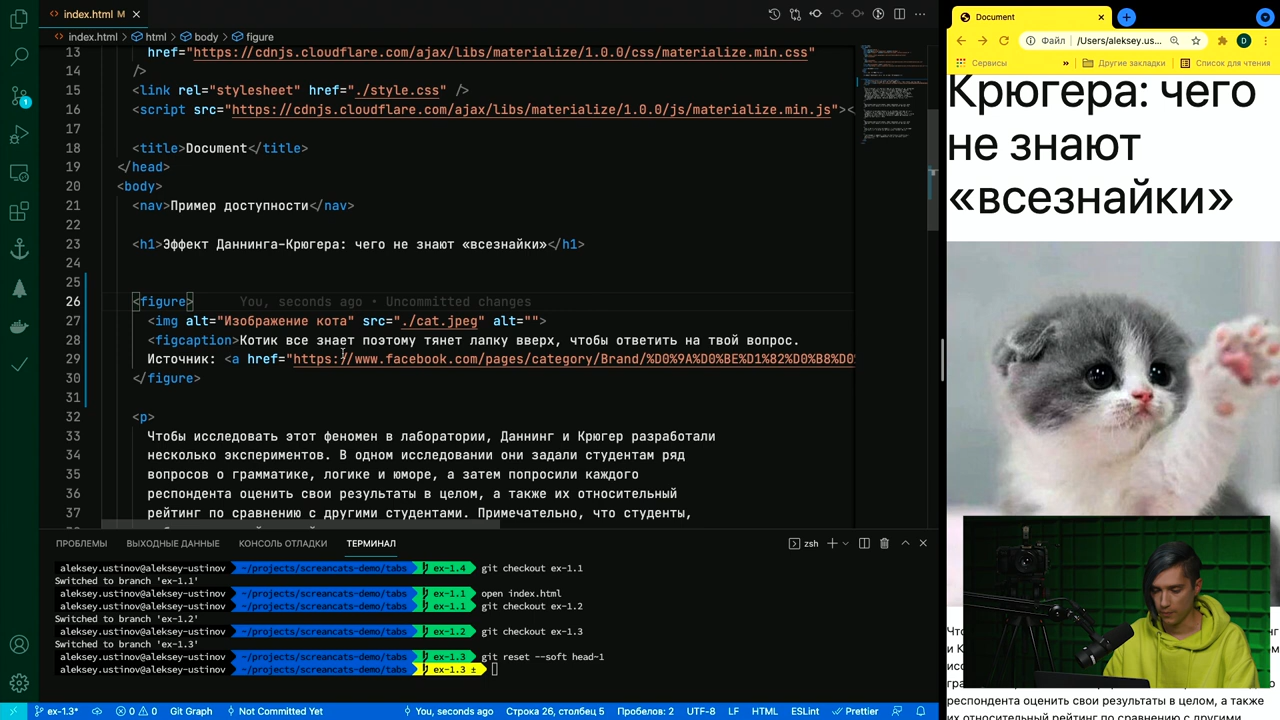 index.html M
index.html html body figure
13 href="https://cdnjs.cloudflare.com/ajax/libs/materialize/1.0.0/css/materialize.min.css"
14 />
15 <link rel="stylesheet" href="./style.css" />
16 <script src="https://cdnjs.cloudflare.com/ajax/libs/materialize/1.0.0/js/materialize.min.js"><
17
18 <title>Document</title>
19 </head>
20 <body>
21 <nav>Пример доступности</nav>
22
23 <h1>Эффект Даннинга-Крюгера: чего не знают «всезнайки»</h1>
24
25
26 <figure> You, seconds ago • Uncommitted changes
27 <img alt="Изображение кота" src="./cat.jpeg" alt="">
28 <figcaption>Котик все знает поэтому тянет лапку вверх, чтобы ответить на твой вопрос.
29 Источник: <a href="https://www.facebook.com/pages/category/Brand/%D0%9A%D0%BE%D1%82%D0%B8%D0%
30 </figure>
31
32 <p>
33 Чтобы исследовать этот феномен в лаборатории, Даннинг и Крюгер разработали
34 несколько экспериментов. В одном исследовании они задали студентам ряд
35 вопросов о грамматике, логике и юморе, а затем попросили каждого
36 респондента оценить свои результаты в целом, а также их относительный
37 рейтинг по сравнению с другими студентами. Примечательно, что студенты,
ПРОБЛЕМЫ ВЫХОДНЫЕ ДАННЫЕ КОНСОЛЬ ОТЛАДКИ ТЕРМИНАЛ zsh
aleksey.ustinov@aleksey-ustinov ~/projects/screancats-demo/tabs ex-1.4 git checkout ex-1.1
Switched to branch 'ex-1.1'
aleksey.ustinov@aleksey-ustinov ~/projects/screancats-demo/tabs ex-1.1 open index.html
aleksey.ustinov@aleksey-ustinov ~/projects/screancats-demo/tabs ex-1.1 git checkout ex-1.2
Switched to branch 'ex-1.2'
aleksey.ustinov@aleksey-ustinov ~/projects/screancats-demo/tabs ex-1.2 git checkout ex-1.3
Switched to branch 'ex-1.3'
aleksey.ustinov@aleksey-ustinov ~/projects/screancats-demo/tabs ex-1.3 git reset --soft head~1
aleksey.ustinov@aleksey-ustinov ~/projects/screancats-demo/tabs ex-1.3 ±
ex-1.3* 0 0 Git Graph Not Committed Yet You, seconds ago Строка 26, столбец 5 Пробелов: 2 UTF-8 LF HTML ESLint Prettier
1
Document
Файл /Users/aleksey.us...
D
Сервисы » Другие закладки Список для чтения
Крюгера: чего
не знают
«всезнайки»
респондента оценить свои результаты в целом, а
также их относительный рейтинг по сравнению с другими